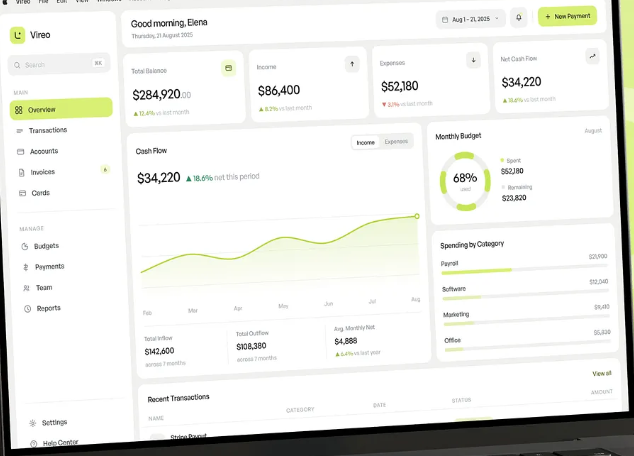 Vireo File Edit View
Vireo
Search ⌘K
MAIN
Overview
Transactions
Accounts
Invoices 6
Cards
MANAGE
Budgets
Payments
Team
Reports
Settings
Help Center
Good morning, Elena
Thursday, 21 August 2025
Aug 1 - 21, 2025
+ New Payment
Total Balance
$284,920.00
▲ 12.4% vs last month
Income
$86,400
▲ 8.2% vs last month
Expenses
$52,180
▼ 3.1% vs last month
Net Cash Flow
$34,220
▲ 18.6% vs last month
Cash Flow
Income Expenses
$34,220 ▲ 18.6% net this period
Feb Mar Apr May Jun Jul Aug
Total Inflow
$142,600
across 7 months
Total Outflow
$108,380
across 7 months
Avg. Monthly Net
$4,888
▲ 6.4% vs last year
Monthly Budget
August
68%
used
Spent
$52,180
Remaining
$23,820
Spending by Category
Payroll $21,900
Software $12,040
Marketing $9,410
Office $5,830
Recent Transactions
View all
NAME CATEGORY DATA STATUS AMOUNT
Stripe Payout